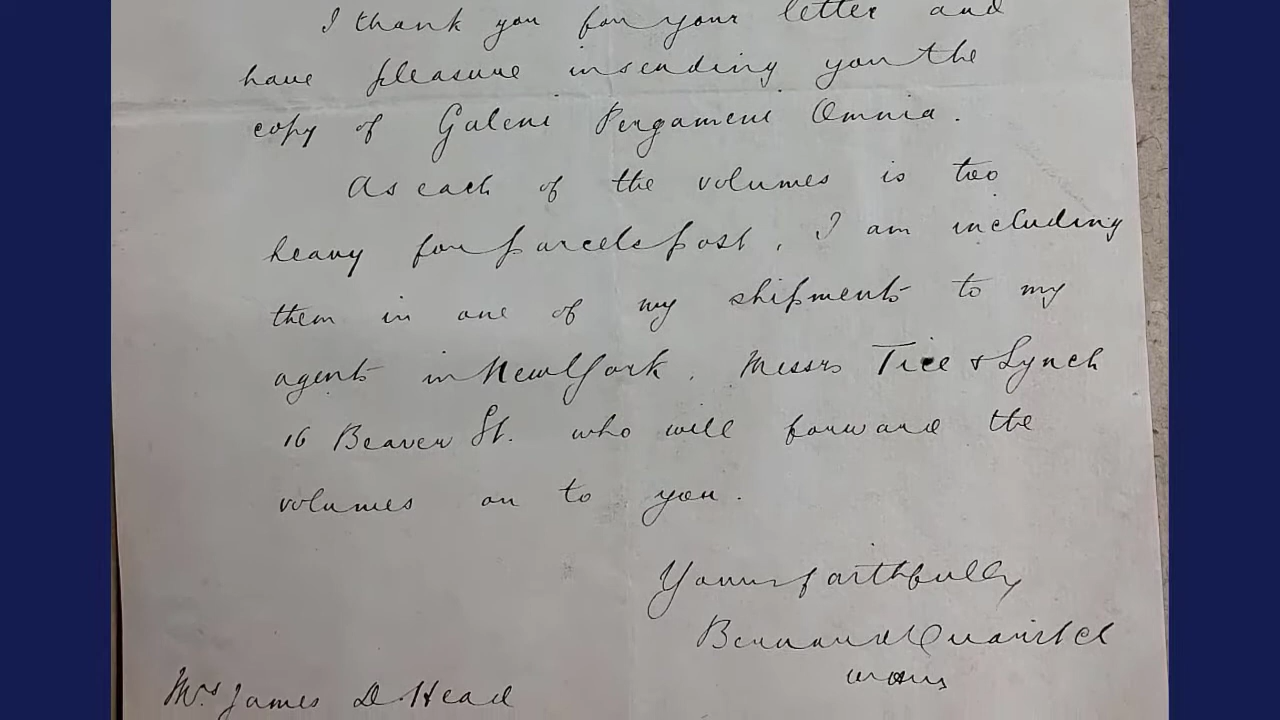 I thank you for your letter and
have pleasure in sending you the
copy of Galeni Pergameni Omnia.
As each of the volumes is too
heavy for parcels post, I am including
them in one of my shipments to my
agents in New York. Messrs Tice & Lynch
16 Beaver St. who will forward the
volumes on to you.
Yours faithfully
Bernard Quaritch
Mrs James D Head